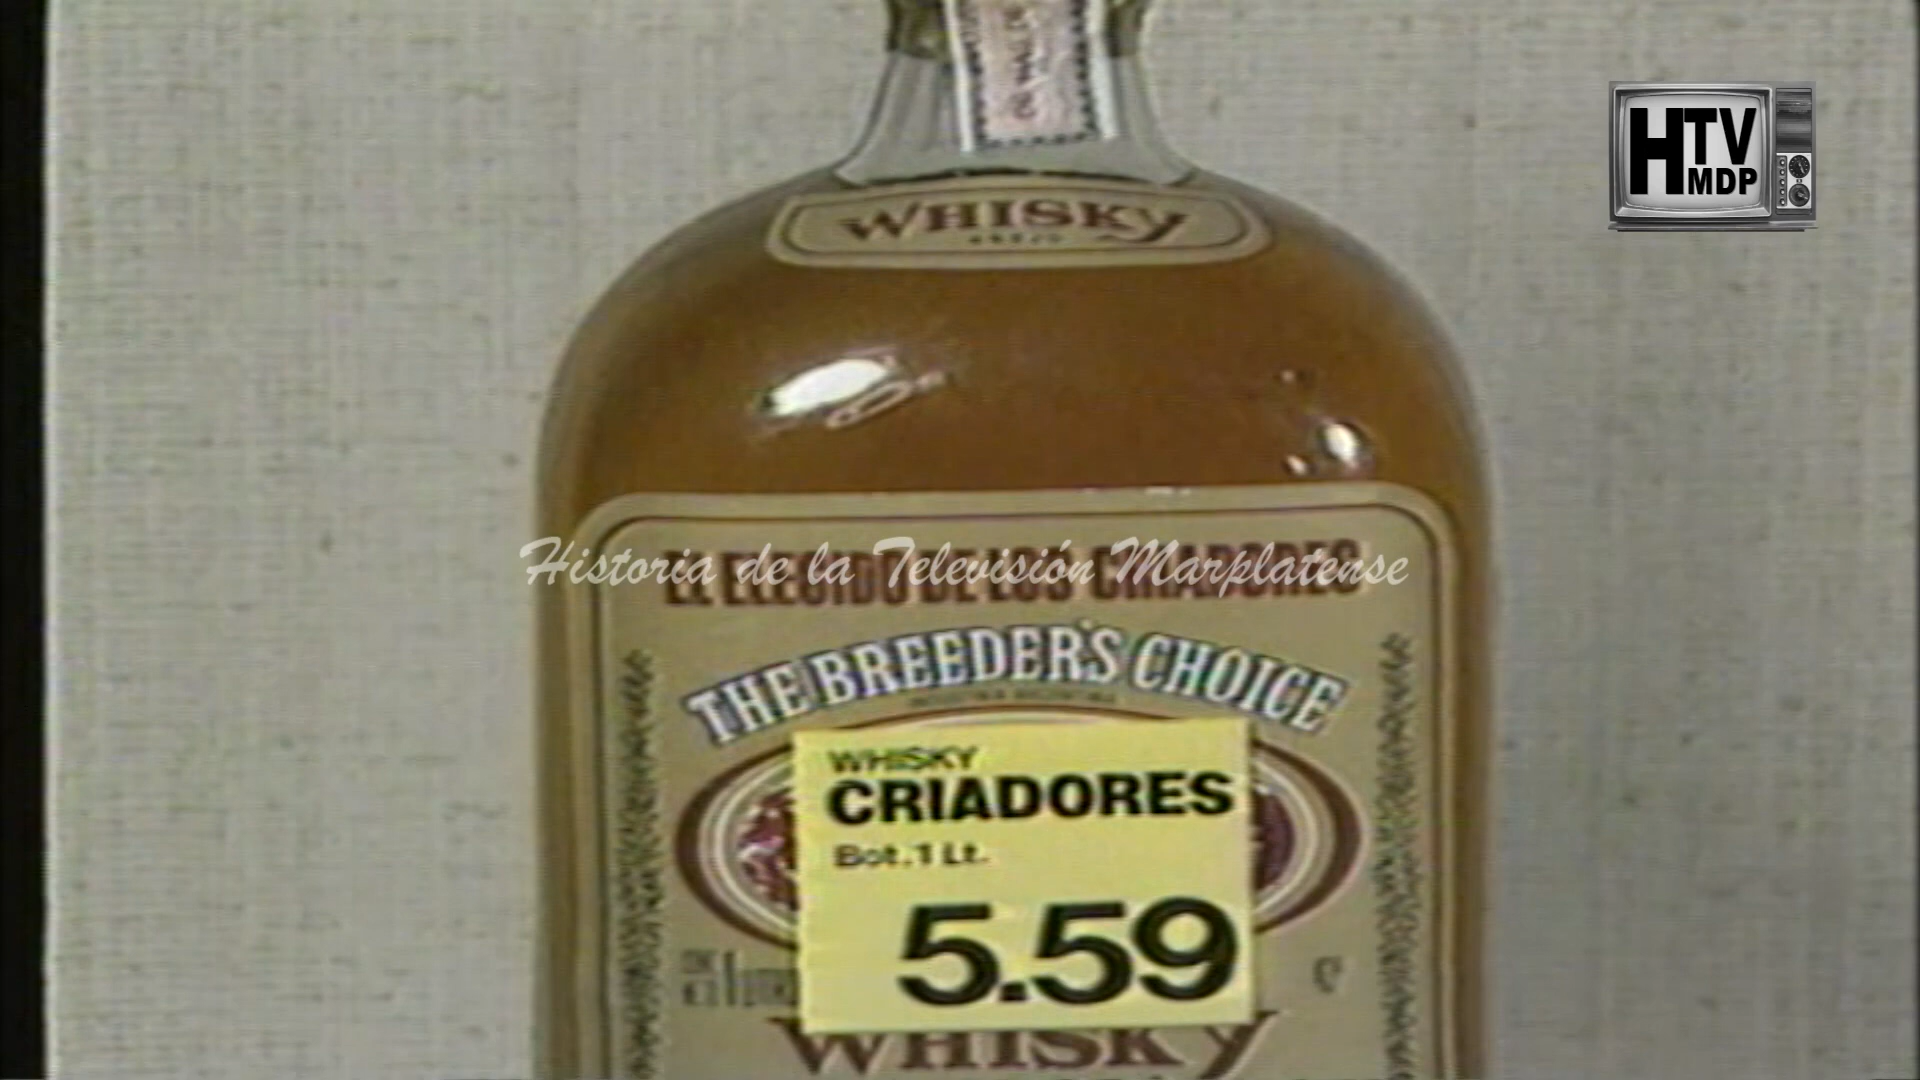 HTV
MDP
WHISKY
AÑEJO
Historia de la Televisión Marplatense
EL ELEGIDO DE LOS CRIADORES
THE BREEDER'S CHOICE
WHISKY
CRIADORES
Bot. 1 Lt.
5.59
WHISKY